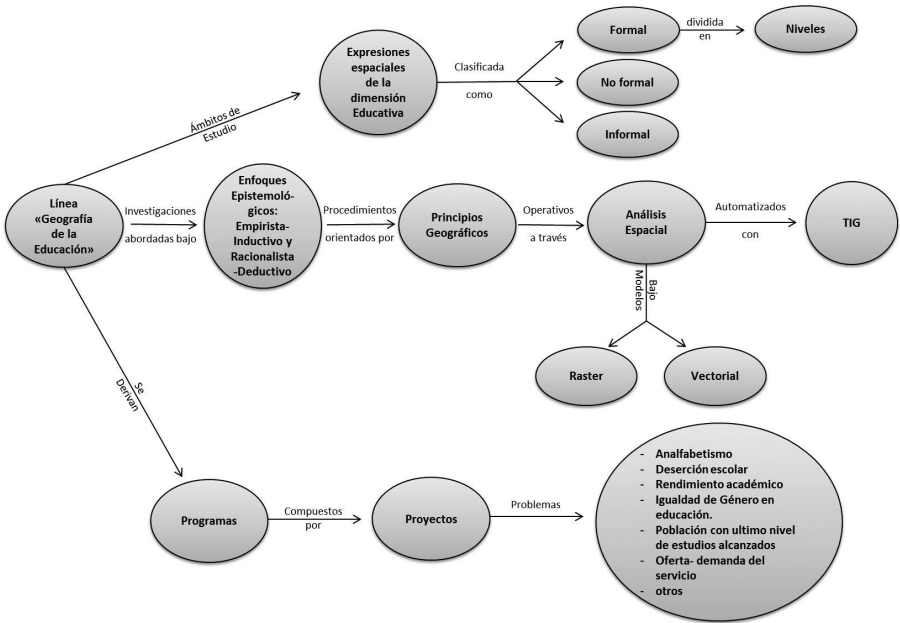 Formal
dividida
en
Niveles
Expresiones
espaciales
de la
dimensión
Educativa
Clasificada
como
No formal
Informal
Ámbitos de
Estudio
Línea
«Geografía
de la
Educación»
Investigaciones
abordadas bajo
Enfoques
Epistemoló-
gicos:
Empirista-
Inductivo y
Racionalista
-Deductivo
Procedimientos
orientados por
Principios
Geográficos
Operativos
a través
Análisis
Espacial
Automatizados
con
TIG
Bajo
Modelos
Raster
Vectorial
Se
Derivan
Programas
Compuestos
por
Proyectos
Problemas
- Analfabetismo
- Deserción escolar
- Rendimiento académico
- Igualdad de Género en
educación.
- Población con ultimo nivel
de estudios alcanzados
- Oferta- demanda del
servicio
- otros